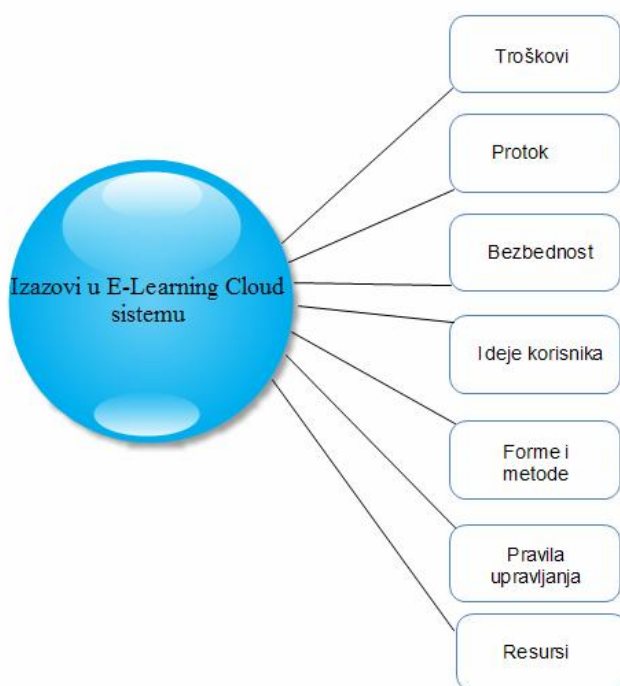 Troškovi
Protok
Bezbednost
Izazovi u E-Learning Cloud
sistemu
Ideje korisnika
Forme i
metode
Pravila
upravljanja
Resursi